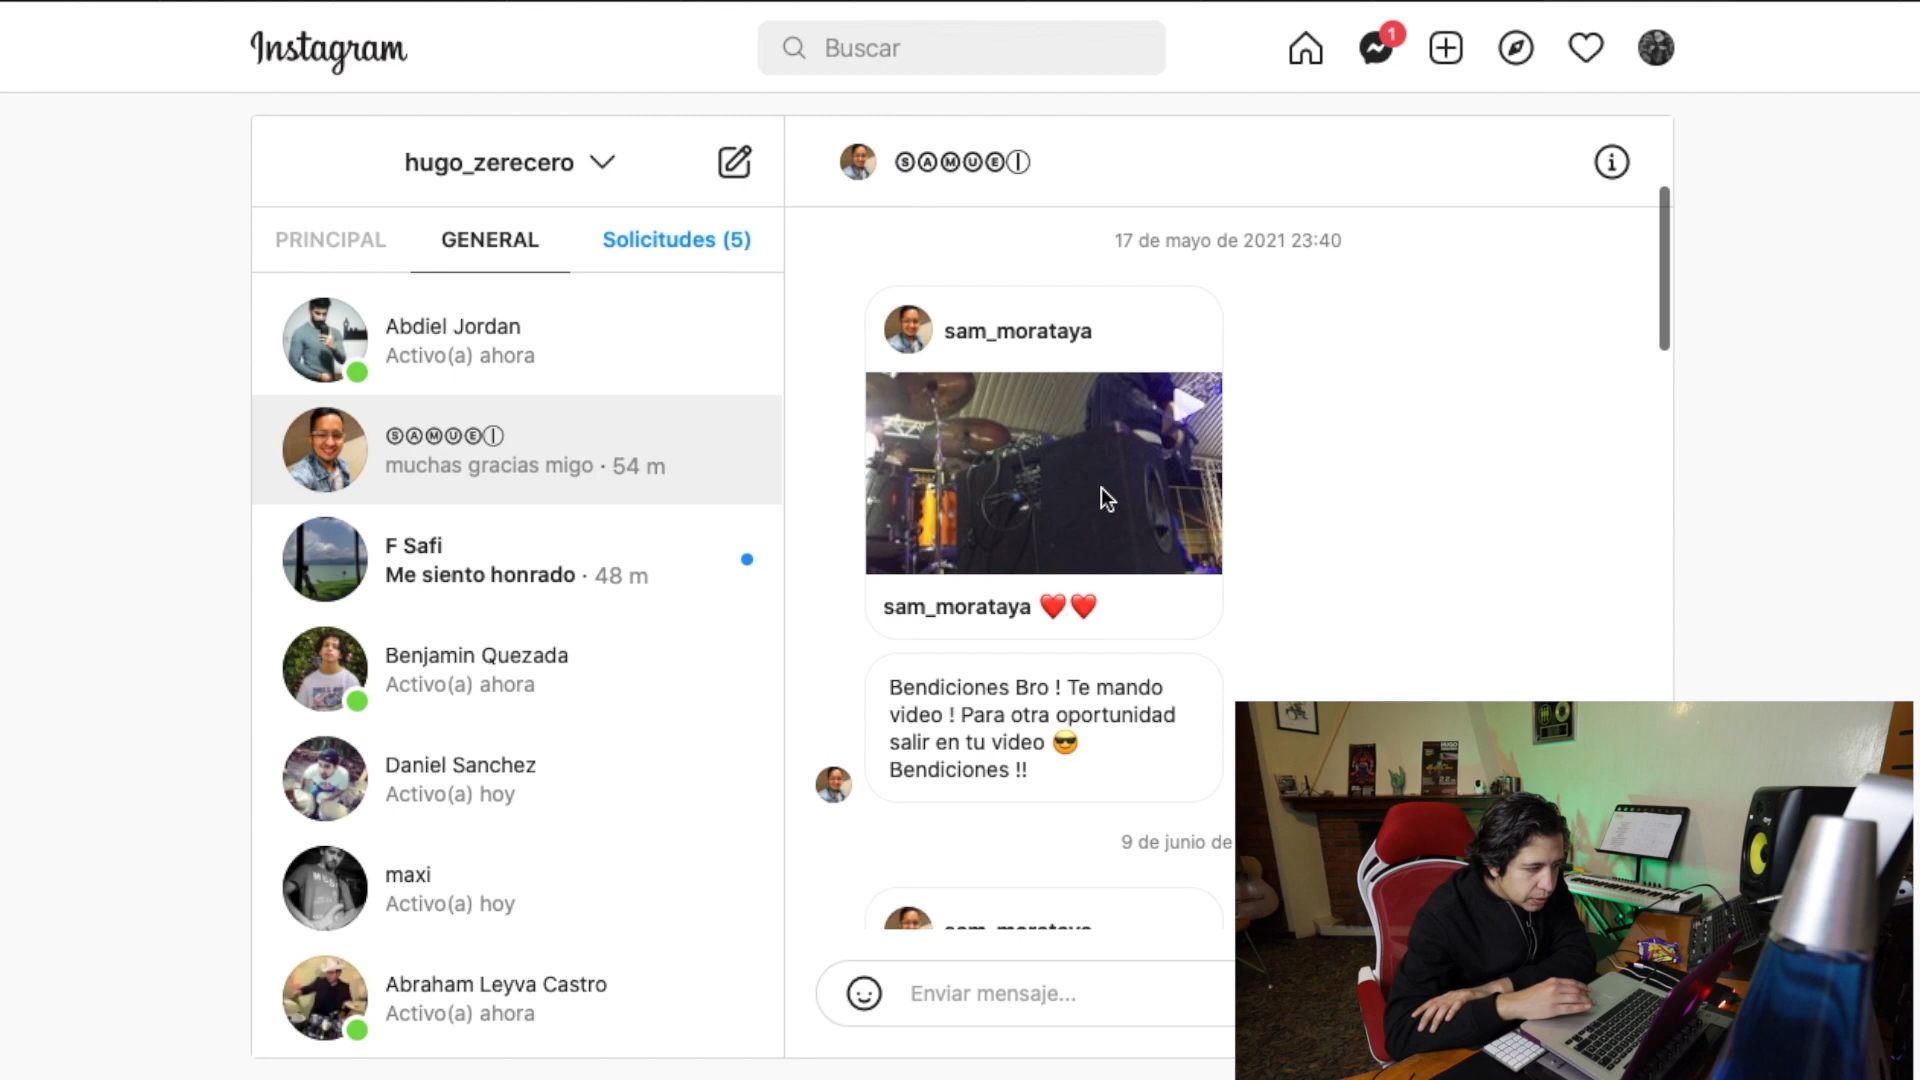 Instagram
Buscar
1
hugo_zerecero
PRINCIPAL
GENERAL
Solicitudes (5)
Abdiel Jordan
Activo(a) ahora
ⓈⒶⓂⓊⒺⒾ
muchas gracias migo · 54 m
F Safi
Me siento honrado · 48 m
Benjamin Quezada
Activo(a) ahora
Daniel Sanchez
Activo(a) hoy
maxi
Activo(a) hoy
Abraham Leyva Castro
Activo(a) ahora
ⓈⒶⓂⓊⒺⒾ
17 de mayo de 2021 23:40
sam_morataya
sam_morataya ❤️❤️
Bendiciones Bro ! Te mando
video ! Para otra oportunidad
salir en tu video 😎
Bendiciones !!
9 de junio de
sam_morataya
Enviar mensaje...